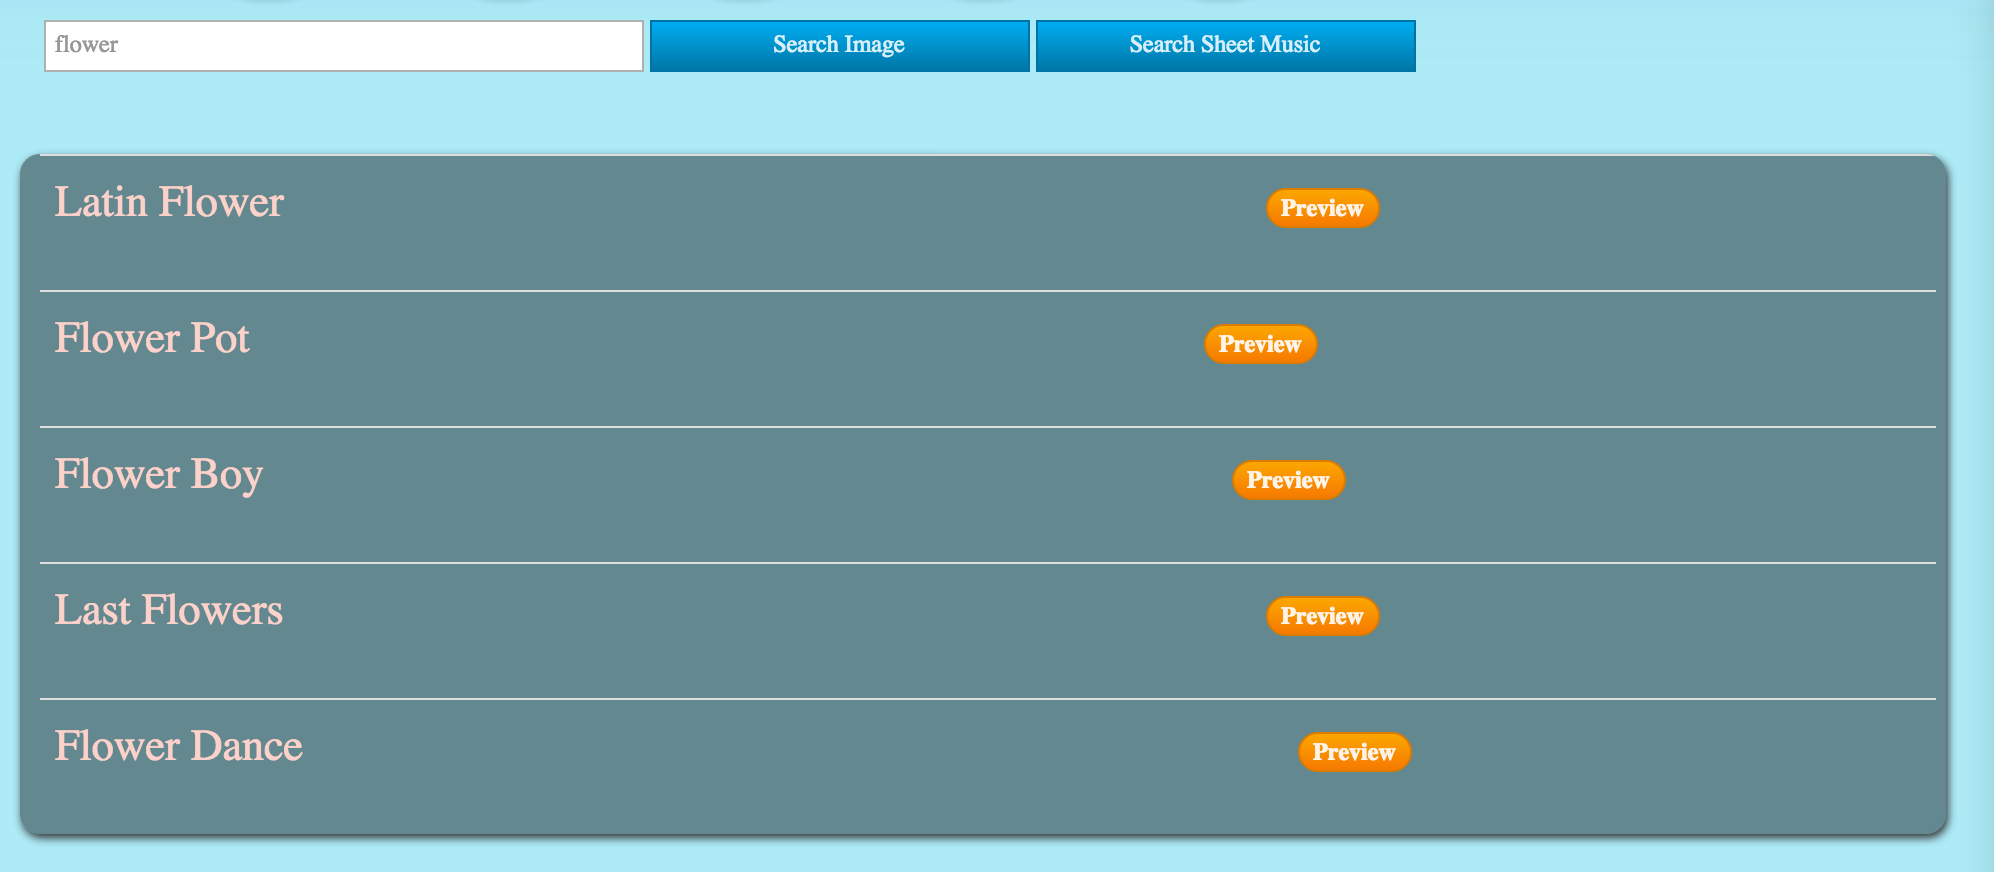 flower Search Image Search Sheet Music
Latin Flower Preview
Flower Pot Preview
Flower Boy Preview
Last Flowers Preview
Flower Dance Preview